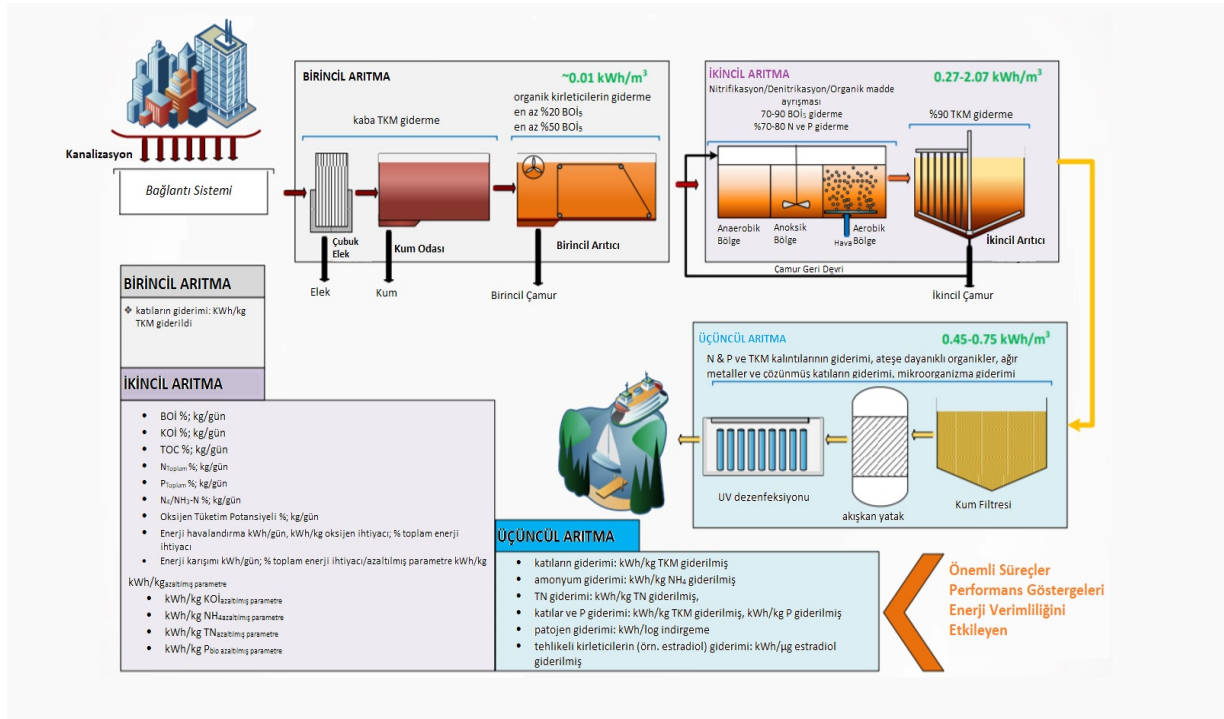 Kanalizasyon
Bağlantı Sistemi
BİRİNCİL ARITMA
~0.01 kWh/m³
kaba TKM giderme
organik kirleticilerin giderme
en az %20 BOİ₅
en az %50 BOİ₅
Çubuk
Elek
Kum Odası
Birincil Arıtıcı
Elek
Kum
Birincil Çamur
İKİNCİL ARITMA
0.27-2.07 kWh/m³
Nitrifikasyon/Denitrikasyon/Organik madde
ayrışması
70-90 BOİ₅ giderme
%70-80 N ve P giderme
%90 TKM giderme
Anaerobik
Bölge
Anoksik
Bölge
Hava
Aerobik
Bölge
İkincil Arıtıcı
Çamur Geri Devri
İkincil Çamur
ÜÇÜNCÜL ARITMA
0.45-0.75 kWh/m³
N & P ve TKM kalıntılarının giderimi, ateşe dayanıklı organikler, ağır
metaller ve çözünmüş katıların giderimi, mikroorganizma giderimi
UV dezenfeksiyonu
akışkan yatak
Kum Filtresi
BİRİNCİL ARITMA
❖ katıların giderimi: KWh/kg
TKM giderildi
İKİNCİL ARITMA
• BOİ %; kg/gün
• KOİ %; kg/gün
• TOC %; kg/gün
• NToplam %; kg/gün
• PToplam %; kg/gün
• N₄/NH₃-N %; kg/gün
• Oksijen Tüketim Potansiyeli %; kg/gün
• Enerji havalandırma kWh/gün, kWh/kg oksijen ihtiyacı; % toplam enerji
ihtiyacı
• Enerji karışımı kWh/gün; % toplam enerji ihtiyacı/azaltılmış parametre kWh/kg
kWh/kgazaltılmış parametre
• kWh/kg KOİazaltılmış parametre
• kWh/kg NH₄azaltılmış parametre
• kWh/kg TNazaltılmış parametre
• kWh/kg Pbio azaltılmış parametre
ÜÇÜNCÜL ARITMA
• katıların giderimi: kWh/kg TKM giderilmiş
• amonyum giderimi: kWh/kg NH₄ giderilmiş
• TN giderimi: kWh/kg TN giderilmiş,
• katılar ve P giderimi: kWh/kg TKM giderilmiş, kWh/kg P giderilmiş
• patojen giderimi: kWh/log indirgeme
• tehlikeli kirleticilerin (örn. estradiol) giderimi: kWh/µg estradiol
giderilmiş
Önemli Süreçler
Performans Göstergeleri
Enerji Verimliliğini
Etkileyen